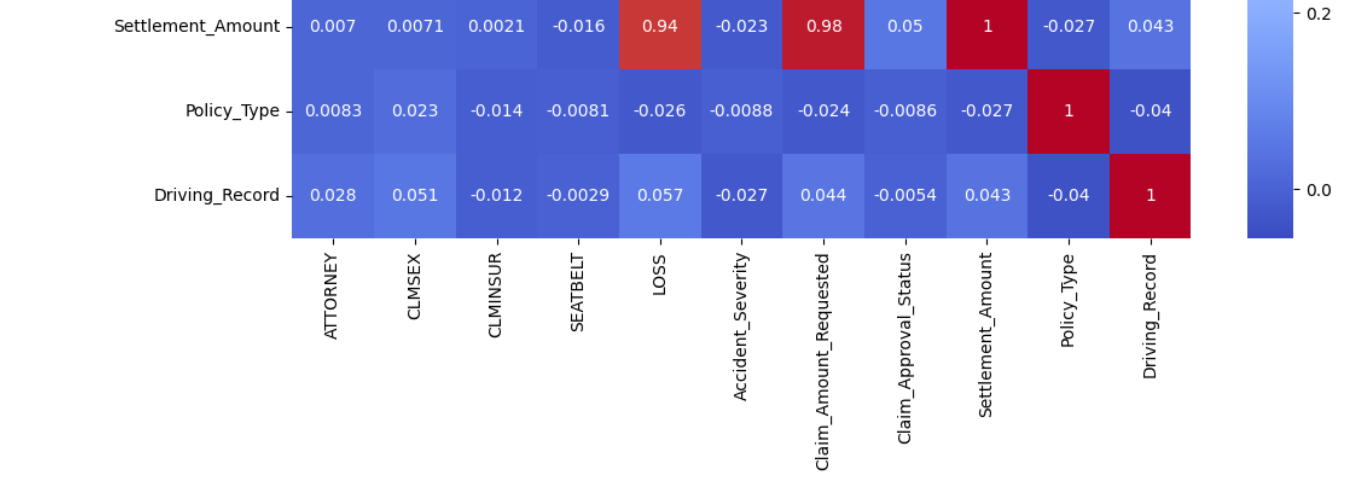 Settlement_Amount 0.007 0.0071 0.0021 -0.016 0.94 -0.023 0.98 0.05 1 -0.027 0.043 0.2
Policy_Type 0.0083 0.023 -0.014 -0.0081 -0.026 -0.0088 -0.024 -0.0086 -0.027 1 -0.04
Driving_Record 0.028 0.051 -0.012 -0.0029 0.057 -0.027 0.044 -0.0054 0.043 -0.04 1 0.0
ATTORNEY
CLMSEX
CLMINSUR
SEATBELT
LOSS
Accident_Severity
Claim_Amount_Requested
Claim_Approval_Status
Settlement_Amount
Policy_Type
Driving_Record